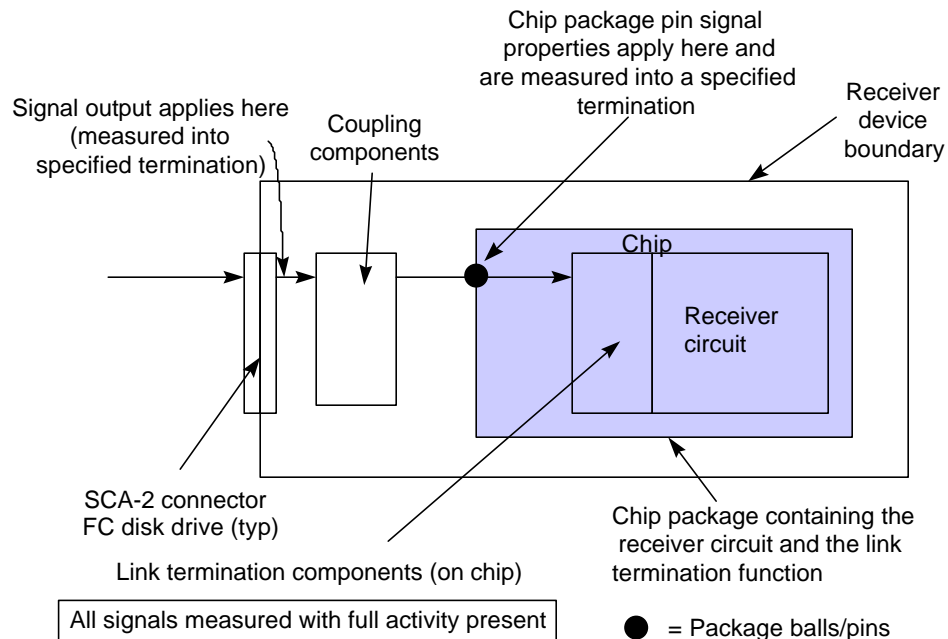 Chip package pin signal
properties apply here and
are measured into a specified
termination
Signal output applies here
(measured into
specified termination)
Coupling
components
Receiver
device
boundary
Chip
Receiver
circuit
SCA-2 connector
FC disk drive (typ)
Link termination components (on chip)
Chip package containing the
receiver circuit and the link
termination function
All signals measured with full activity present
= Package balls/pins